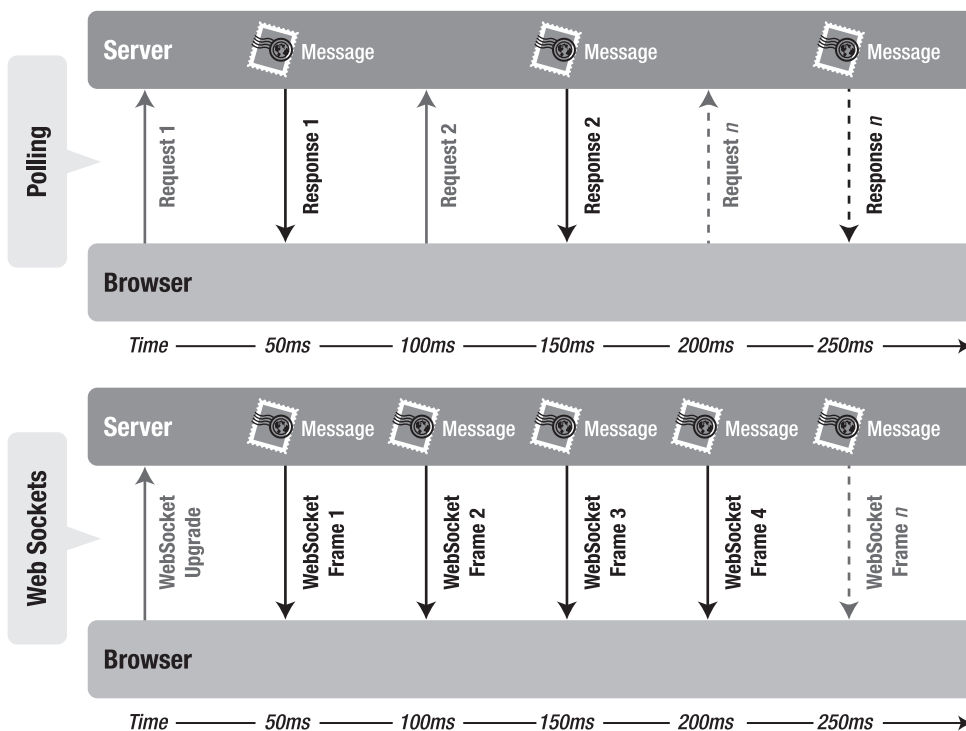 Polling
Server
Message
Message
Message
Request 1
Response 1
Request 2
Response 2
Request n
Response n
Browser
Time
50ms
100ms
150ms
200ms
250ms
Web Sockets
Server
Message
Message
Message
Message
Message
WebSocket
Upgrade
WebSocket
Frame 1
WebSocket
Frame 2
WebSocket
Frame 3
WebSocket
Frame 4
WebSocket
Frame n
Browser
Time
50ms
100ms
150ms
200ms
250ms